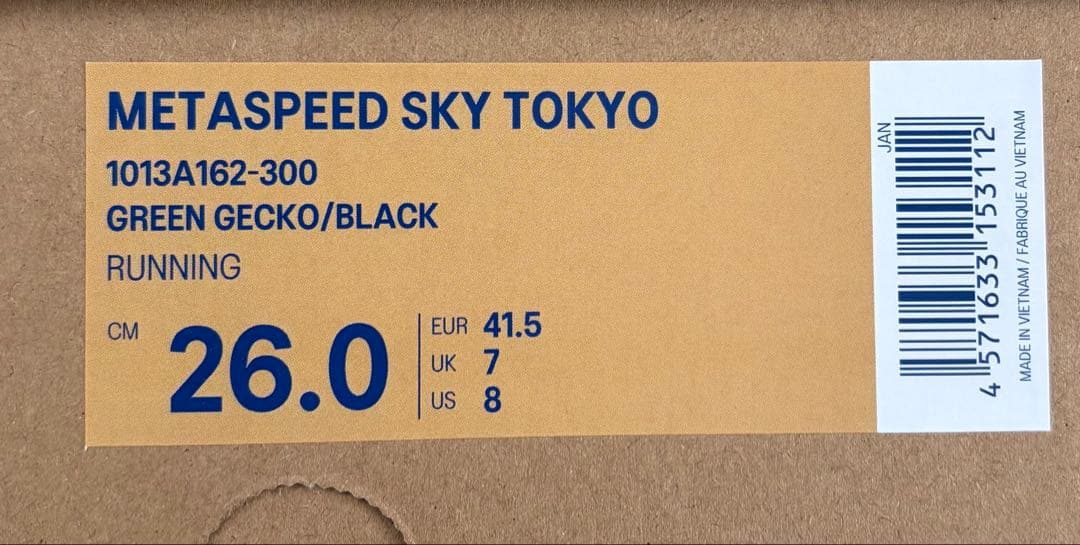 METASPEED SKY TOKYO
1013A162-300
GREEN GECKO/BLACK
RUNNING
CM 26.0
EUR 41.5
UK 7
US 8
JAN
4 571633 153112
MADE IN VIETNAM / FABRIQUE AU VIETNAM